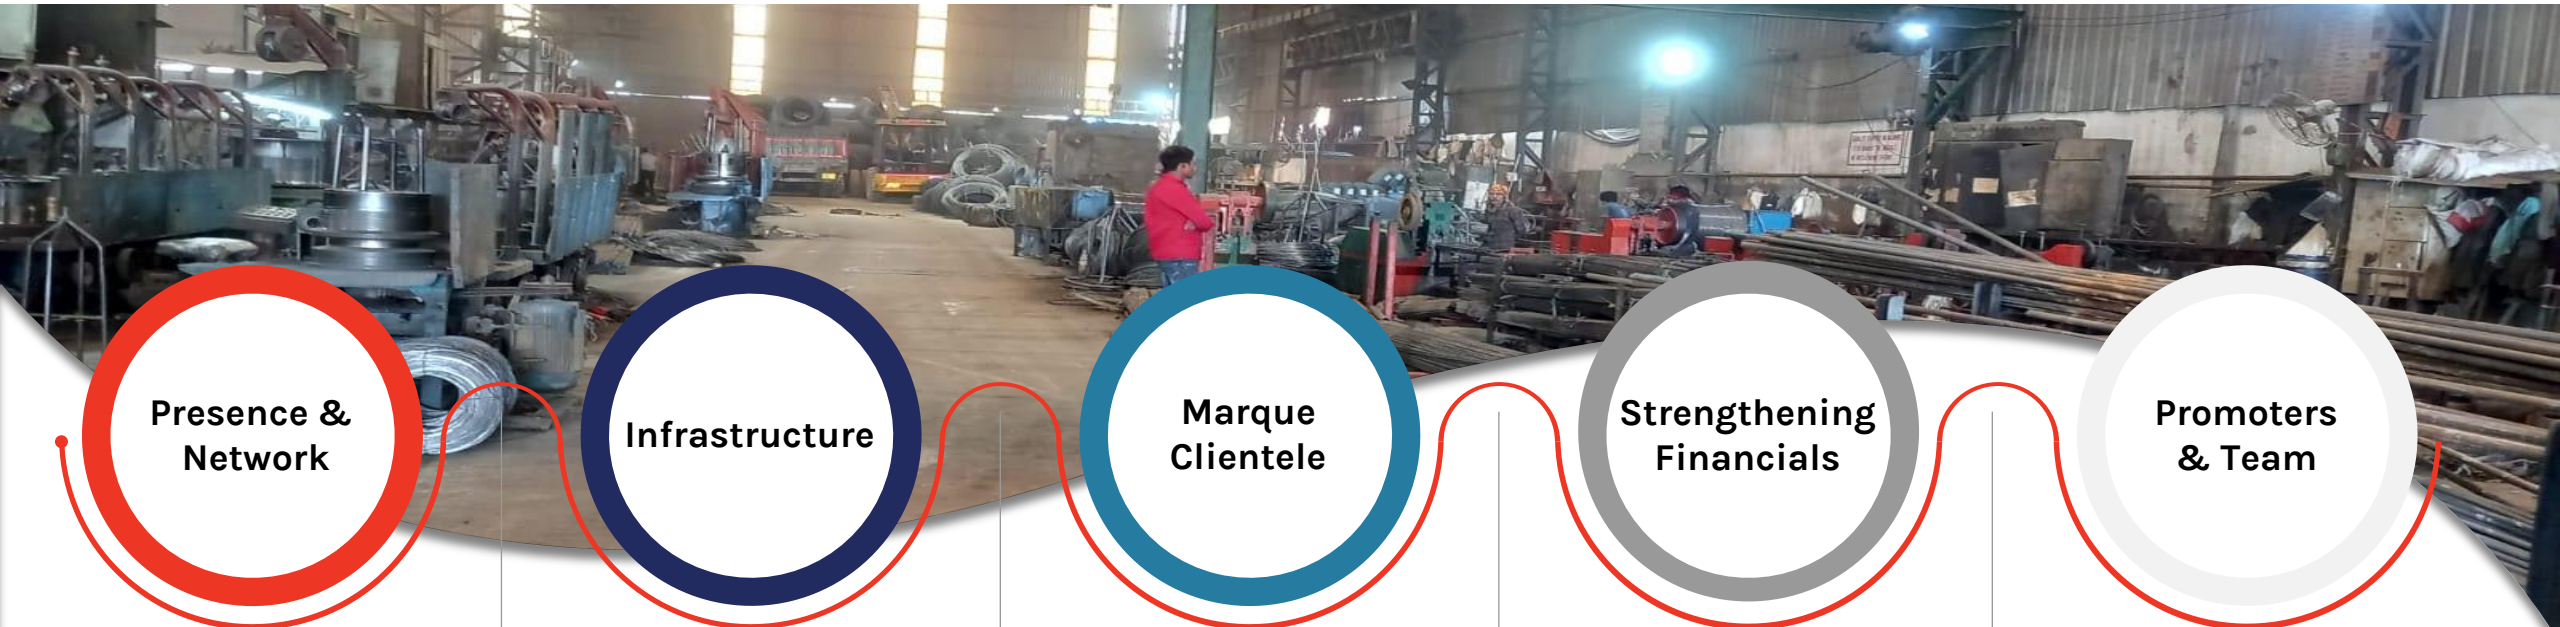 Presence &
Network
Infrastructure
Marque
Clientele
Strengthening
Financials
Promoters
& Team